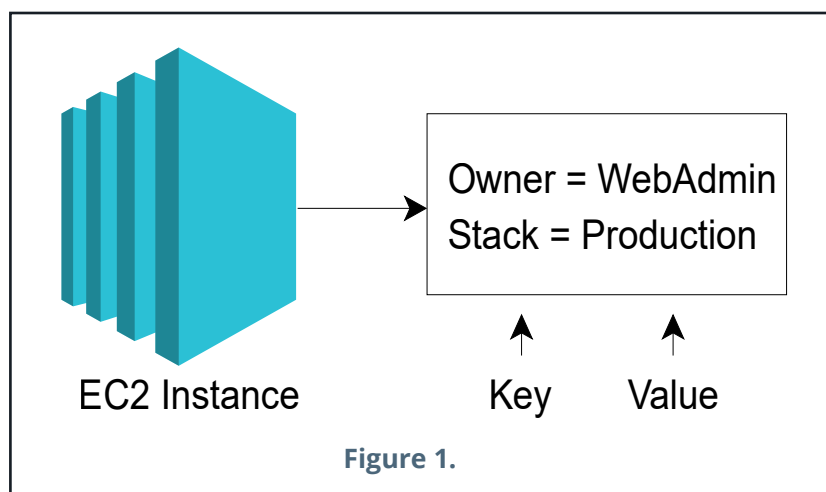 Owner = WebAdmin
Stack = Production
EC2 Instance
Key
Value
Figure 1.